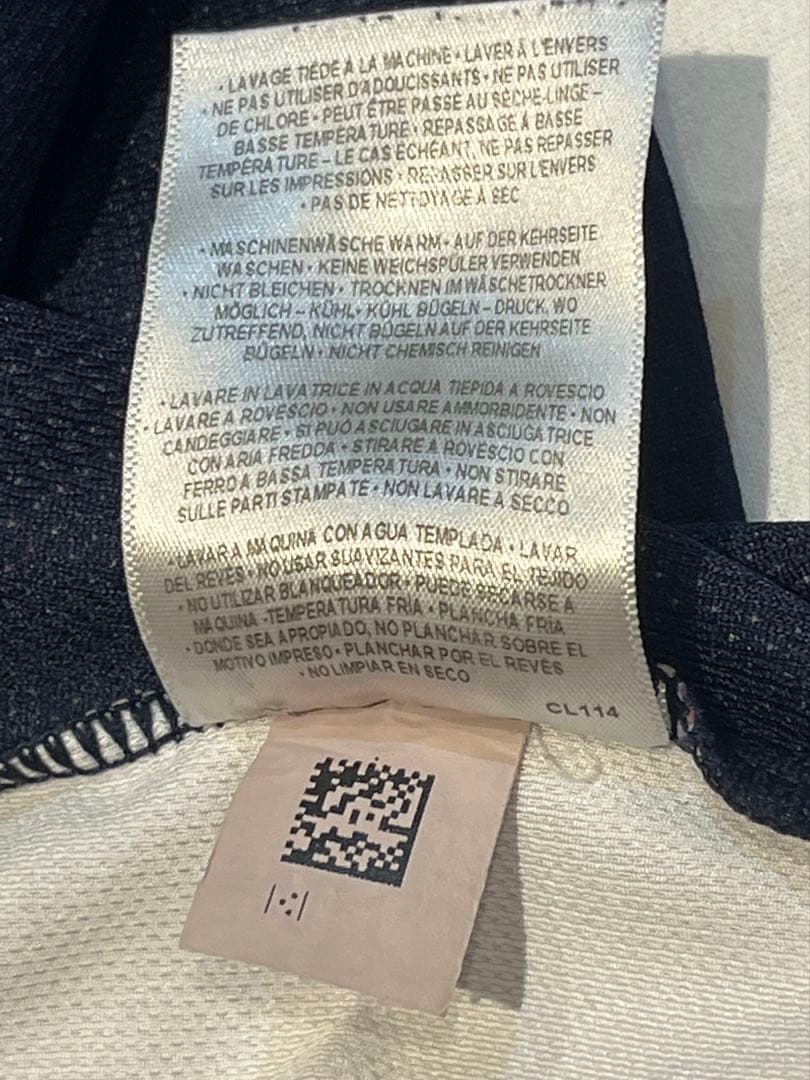 • LAVAGE TIÈDE À LA MACHINE • LAVER À L'ENVERS
• NE PAS UTILISER D'ADOUCISSANTS • NE PAS UTILISER
DE CHLORE • PEUT ÊTRE PASSÉ AU SÈCHE-LINGE –
BASSE TEMPÉRATURE • REPASSAGE À BASSE
TEMPÉRATURE – LE CAS ÉCHÉANT, NE PAS REPASSER
SUR LES IMPRESSIONS • REPASSER SUR L'ENVERS
• PAS DE NETTOYAGE À SEC
• MASCHINENWÄSCHE WARM • AUF DER KEHRSEITE
WASCHEN • KEINE WEICHSPÜLER VERWENDEN
• NICHT BLEICHEN • TROCKNEN IM WÄSCHETROCKNER
MÖGLICH – KÜHL • KÜHL BÜGELN – DRUCK, WO
ZUTREFFEND, NICHT BÜGELN AUF DER KEHRSEITE
BÜGELN • NICHT CHEMISCH REINIGEN
• LAVARE IN LAVATRICE IN ACQUA TIEPIDA A ROVESCIO
• LAVARE A ROVESCIO • NON USARE AMMORBIDENTE • NON
CANDEGGIARE • SI PUÒ ASCIUGARE IN ASCIUGATRICE
CON ARIA FREDDA • STIRARE A ROVESCIO CON
FERRO A BASSA TEMPERATURA • NON STIRARE
SULLE PARTI STAMPATE • NON LAVARE A SECCO
• LAVAR A MAQUINA CON AGUA TEMPLADA • LAVAR
DEL REVÉS • NO USAR SUAVIZANTES PARA EL TEJIDO
• NO UTILIZAR BLANQUEADOR • PUEDE SECARSE A
MAQUINA -TEMPERATURA FRÍA • PLANCHA FRÍA
• DONDE SEA APROPIADO, NO PLANCHAR SOBRE EL
MOTIVO IMPRESO • PLANCHAR POR EL REVÉS
• NO LIMPIAR EN SECO
CL114